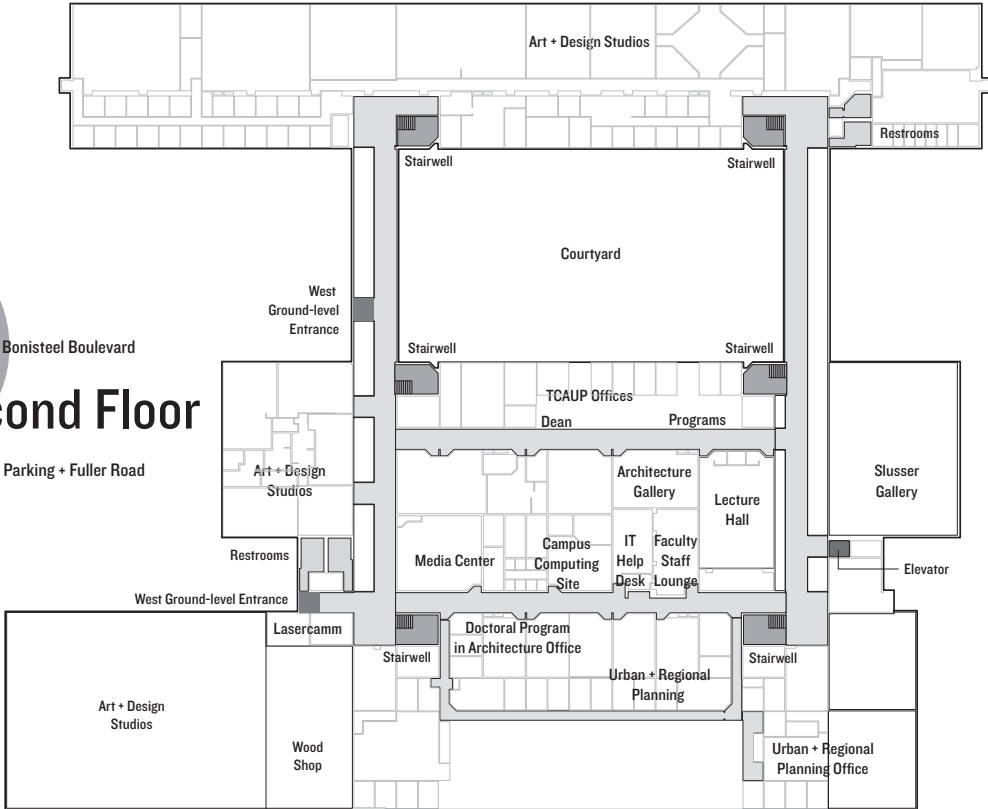 Art + Design Studios
Restrooms
Stairwell
Stairwell
Courtyard
West
Ground-level
Entrance
Bonisteel Boulevard
Stairwell
Stairwell
TCAUP Offices
Dean
Programs
ond Floor
Parking + Fuller Road
Art + Design
Studios
Architecture
Gallery
Lecture
Hall
Slusser
Gallery
Restrooms
Media Center
Campus
Computing
Site
IT
Help
Desk
Faculty
Staff
Lounge
Elevator
West Ground-level Entrance
Lasercamm
Doctoral Program
in Architecture Office
Stairwell
Stairwell
Urban + Regional
Planning
Art + Design
Studios
Wood
Shop
Urban + Regional
Planning Office